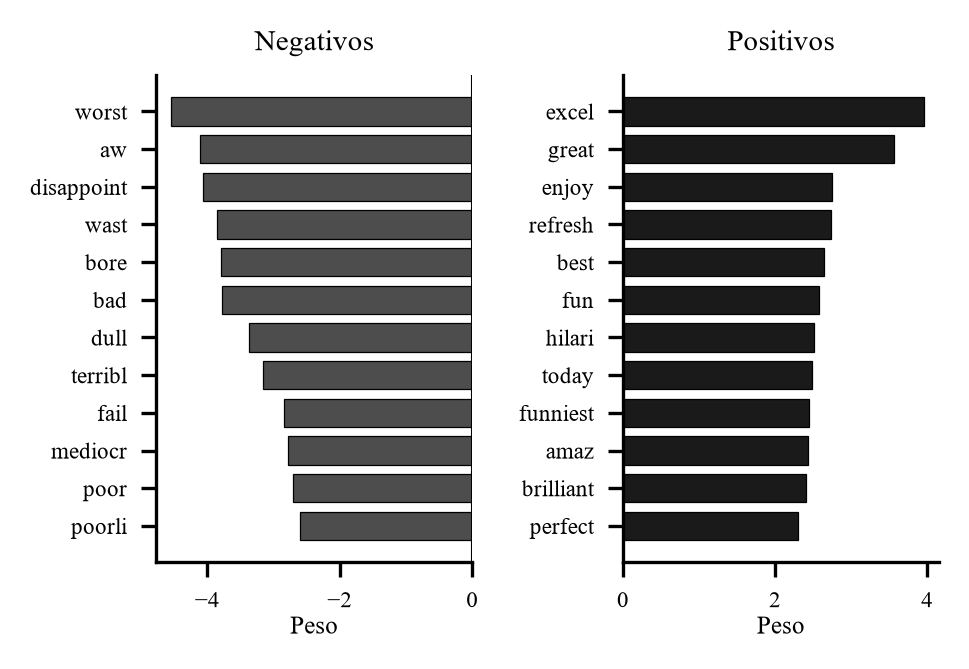 Negativos
worst
aw
disappoint
wast
bore
bad
dull
terribl
fail
mediocr
poor
poorli
−4 −2 0
Peso
Positivos
excel
great
enjoy
refresh
best
fun
hilari
today
funniest
amaz
brilliant
perfect
0 2 4
Peso